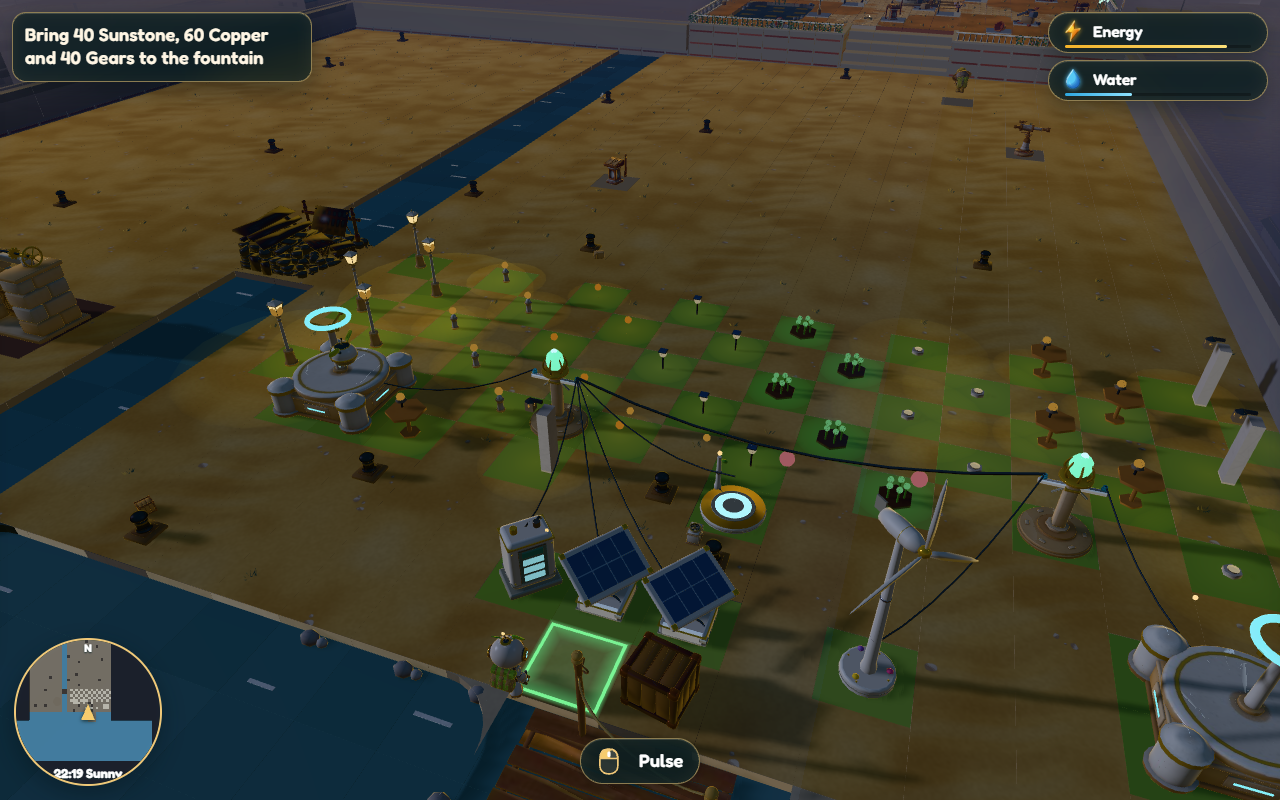 Bring 40 Sunstone, 60 Copper
and 40 Gears to the fountain
Energy
Water
N
22:19 Sunny
Pulse